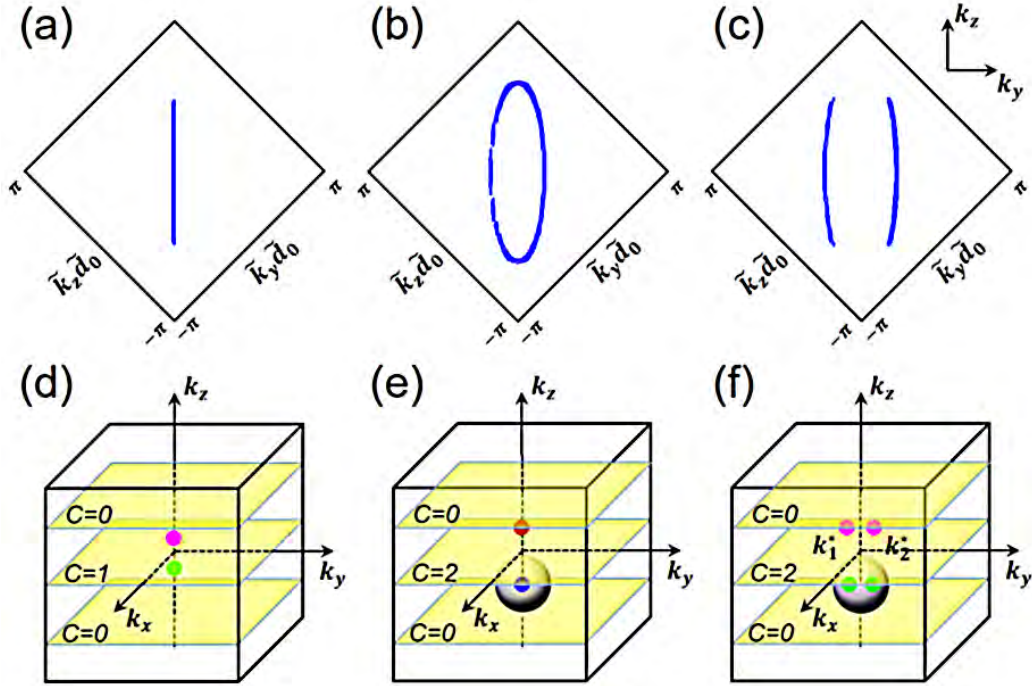 (a)
(b)
(c)
k_z
k_y
π
π
π
π
π
π
k̃_z d̃_0
k̃_y d̃_0
k̃_z d̃_0
k̃_y d̃_0
k̃_z d̃_0
k̃_y d̃_0
-π -π
-π -π
-π -π
(d)
(e)
(f)
k_z
k_z
k_z
C=0
C=0
C=0
k_1^*
k_2^*
C=1
C=2
C=2
k_y
k_y
k_y
k_x
k_x
k_x
C=0
C=0
C=0